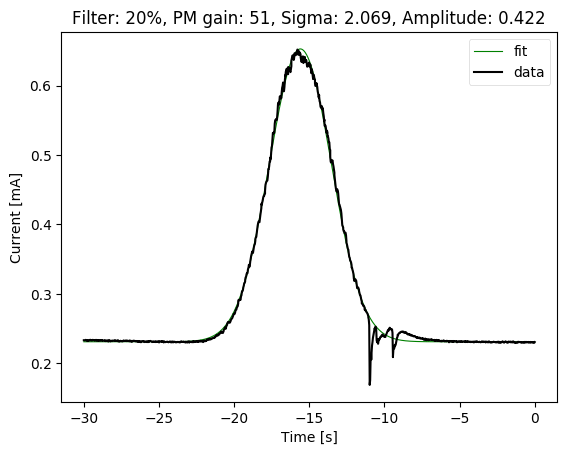 Filter: 20%, PM gain: 51, Sigma: 2.069, Amplitude: 0.422
fit
data
0.6
0.5
0.4
0.3
0.2
Current [mA]
−30
−25
−20
−15
−10
−5
0
Time [s]